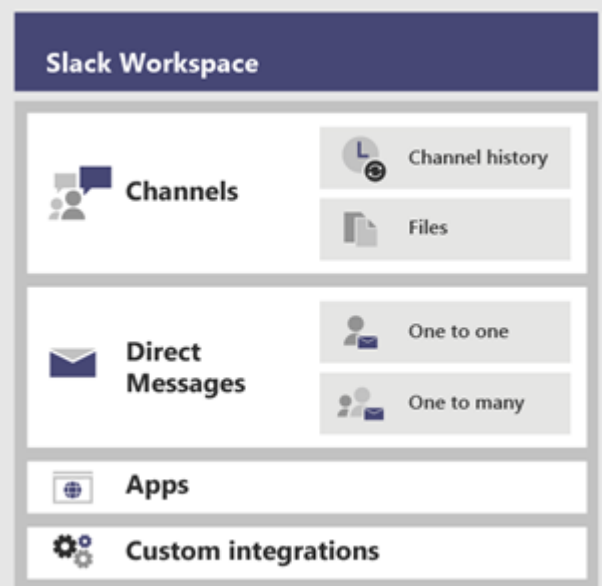 Slack Workspace
Channels
Channel history
Files
Direct
Messages
One to one
One to many
Apps
Custom integrations